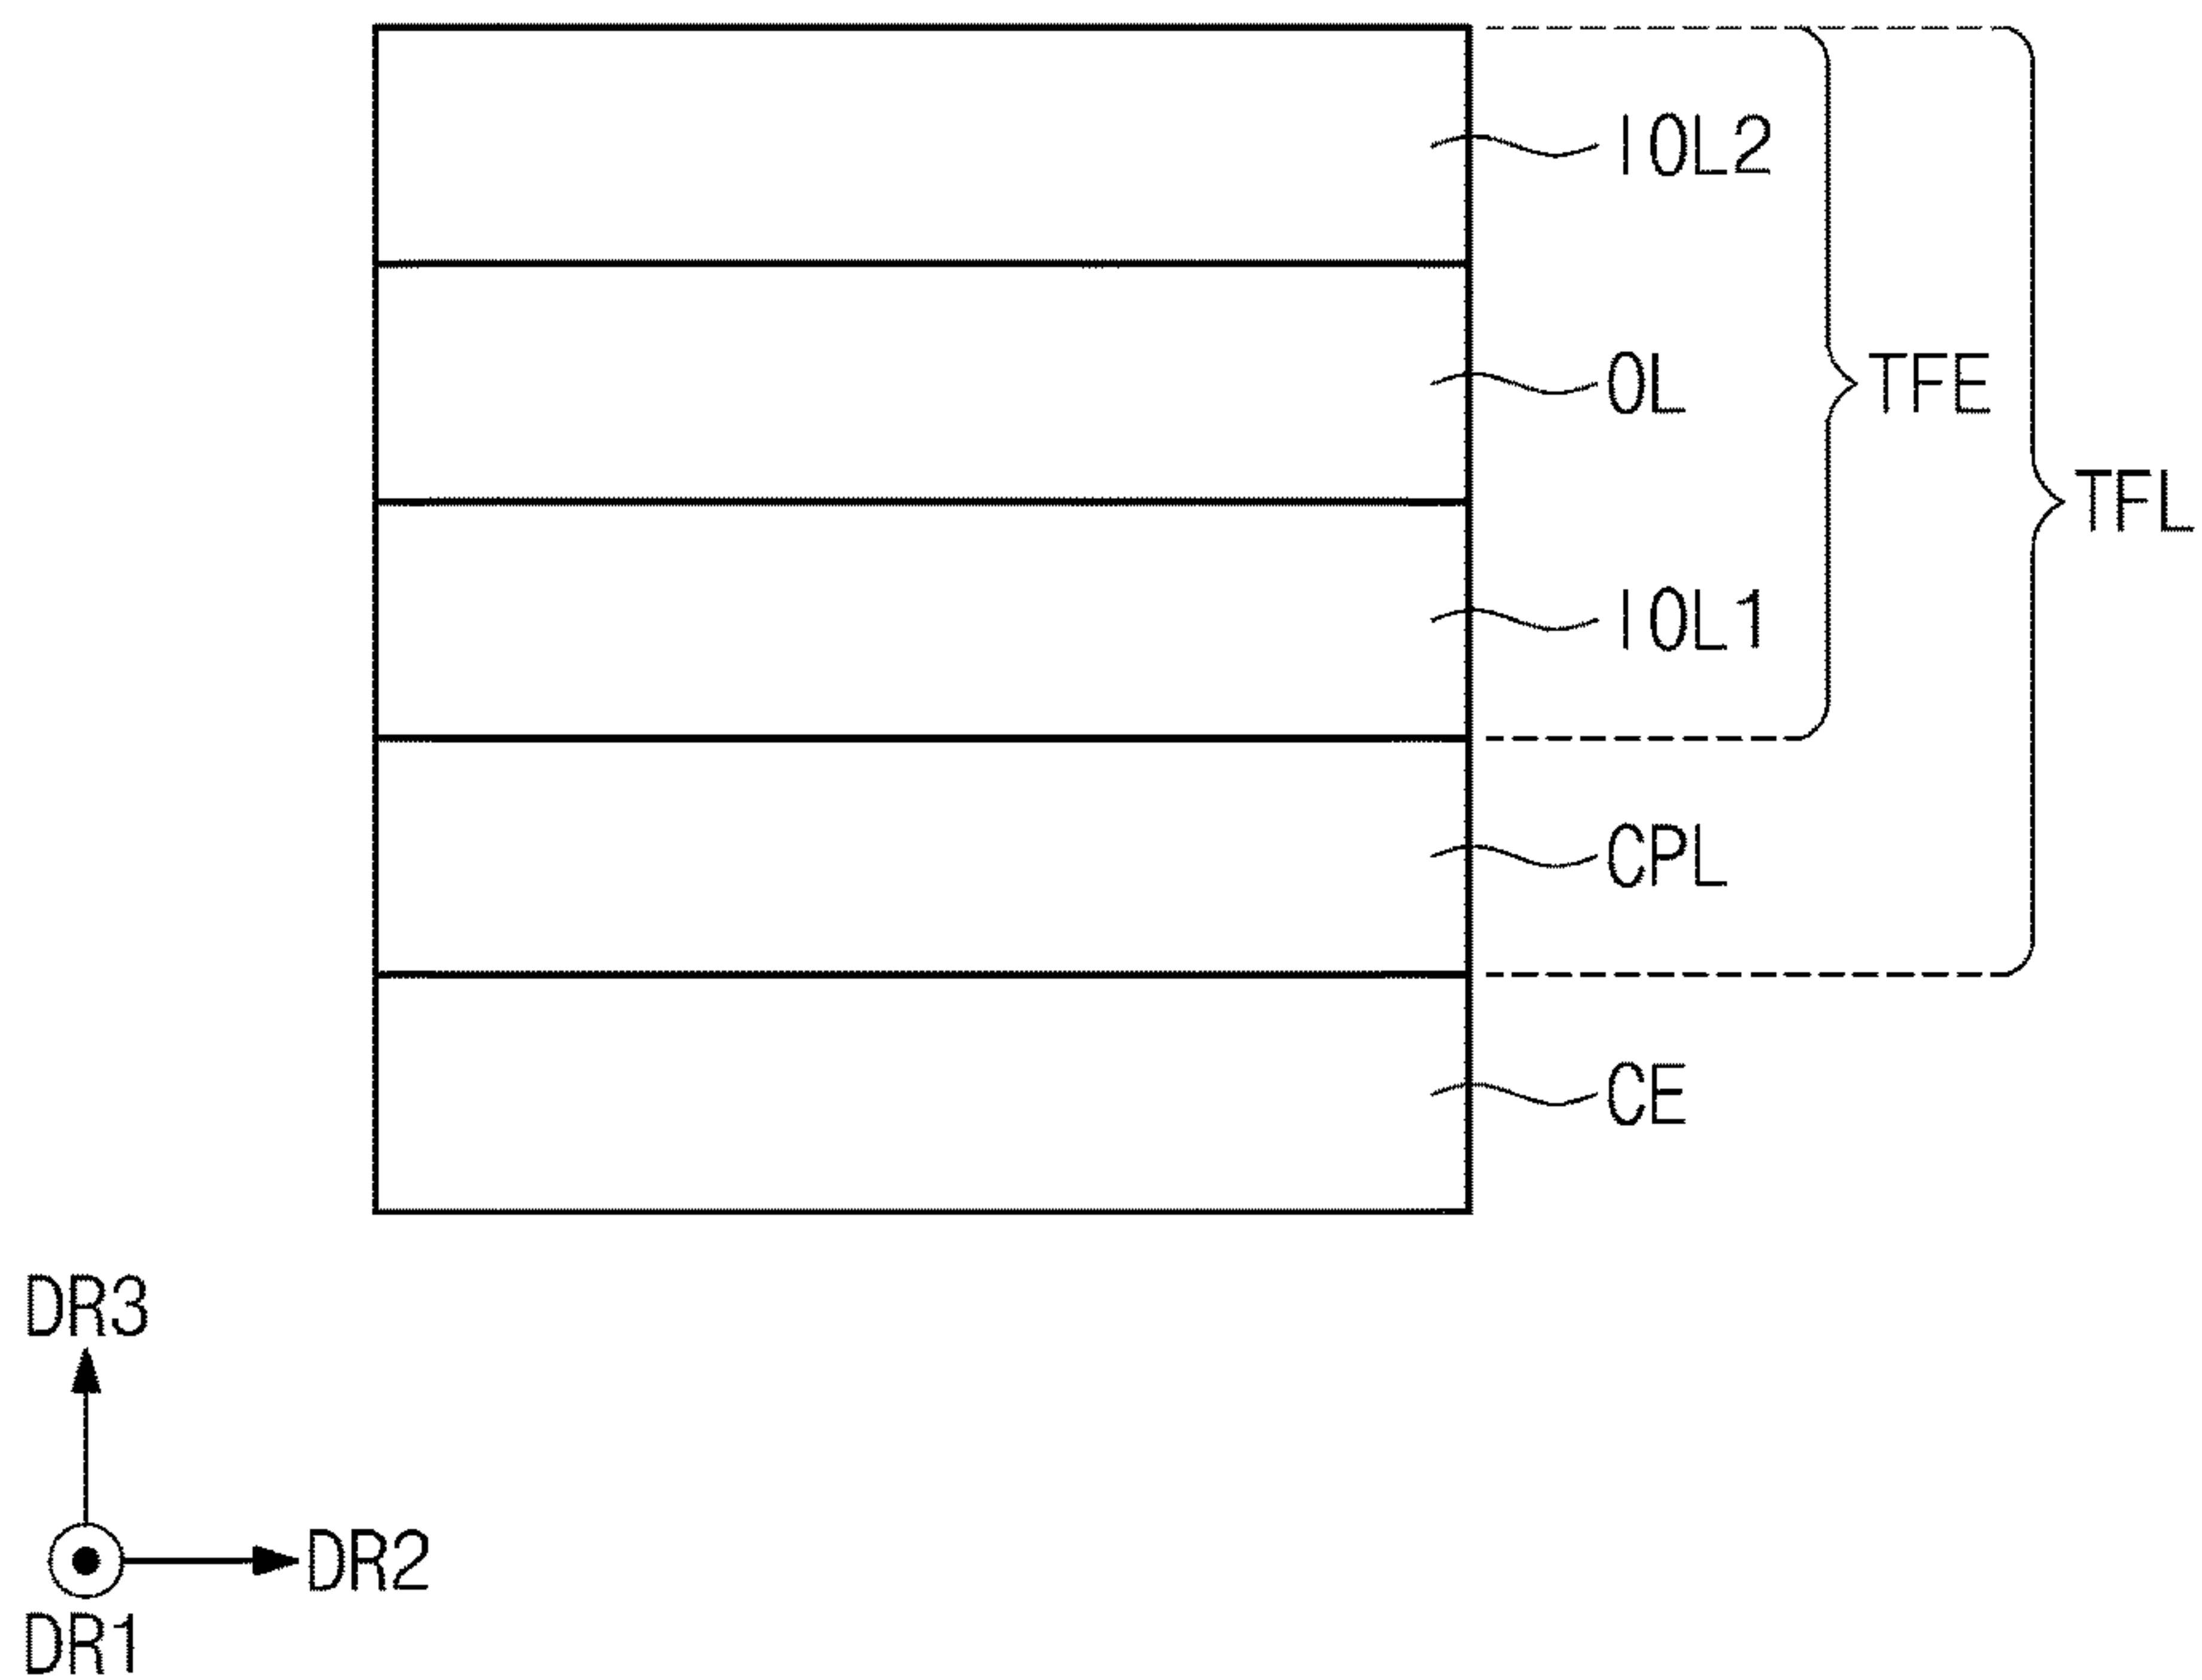 IOL2
OL
TFE
TFL
IOL1
CPL
CE
DR3
DR2
DR1